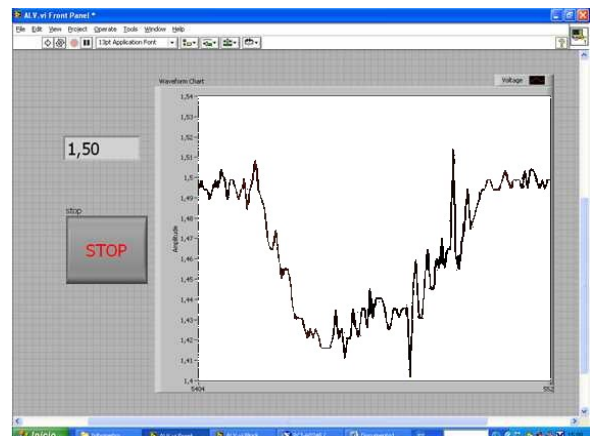 ALV.vi Front Panel *
File Edit View Project Operate Tools Window Help
13pt Application Font
Waveform Chart
Voltage
1,54
1,53
1,52
1,51
1,5
1,49
1,48
1,47
1,46
1,45
1,44
1,43
1,42
1,41
1,4
Amplitude
5404
552
1,50
stop
STOP
Inicio